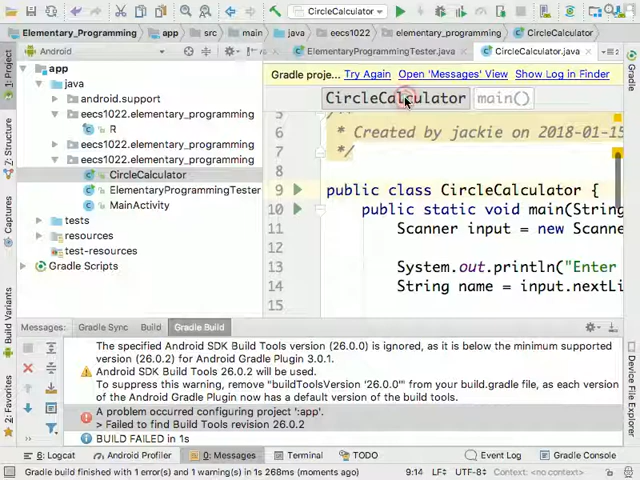 CircleCalculator
Elementary_Programming
app
src
main
java
eecs1022
elementary_programming
CircleCalculator
Android
ElementaryProgrammingTester.java
CircleCalculator.java
1: Project
Z: Structure
Captures
Build Variants
2: Favorites
Gradle
Device File Explorer
app
java
android.support
eecs1022.elementary_programming
R
eecs1022.elementary_programming
eecs1022.elementary_programming
CircleCalculator
ElementaryProgrammingTester
MainActivity
tests
resources
test-resources
Gradle Scripts
Gradle proje... Try Again Open 'Messages' View Show Log in Finder
CircleCalculator main()
5 /**
6 * Created by jackie on 2018-01-15
7 */
8
9 public class CircleCalculator {
10 public static void main(String
11 Scanner input = new Scanne
12
13 System.out.println("Enter
14 String name = input.nextLi
15
Messages: Gradle Sync Build Gradle Build
The specified Android SDK Build Tools version (26.0.0) is ignored, as it is below the minimum supported
version (26.0.2) for Android Gradle Plugin 3.0.1.
Android SDK Build Tools 26.0.2 will be used.
To suppress this warning, remove "buildToolsVersion '26.0.0'" from your build.gradle file, as each version
of the Android Gradle Plugin now has a default version of the build tools.
A problem occurred configuring project ':app'.
> Failed to find Build Tools revision 26.0.2
BUILD FAILED in 1s
6: Logcat Android Profiler 0: Messages Terminal TODO Event Log Gradle Console
Gradle build finished with 1 error(s) and 1 warning(s) in 1s 268ms (moments ago) 9:14 LF÷ UTF-8÷ Context: <no context>